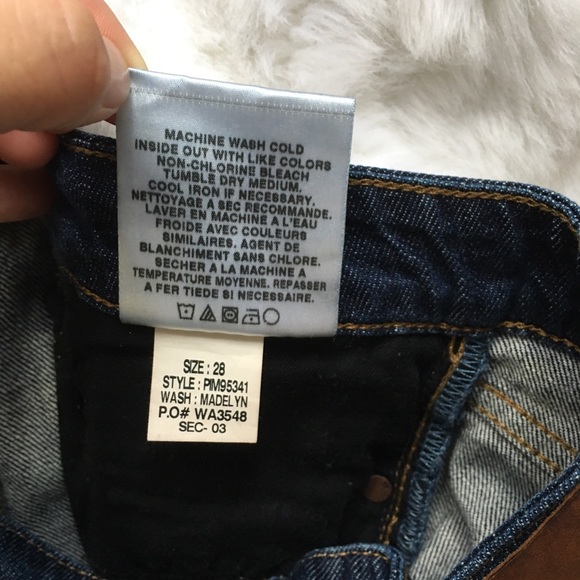 MACHINE WASH COLD
INSIDE OUT WITH LIKE COLORS
NON-CHLORINE BLEACH
TUMBLE DRY MEDIUM.
COOL IRON IF NECESSARY.
NETTOYAGE A SEC RECOMMANDE.
LAVER EN MACHINE A L'EAU
FROIDE AVEC COULEURS
SIMILAIRES. AGENT DE
BLANCHIMENT SANS CHLORE.
SECHER A LA MACHINE A
TEMPERATURE MOYENNE. REPASSER
A FER TIEDE SI NECESSAIRE.
SIZE : 28
STYLE : PIM95341
WASH : MADELYN
P.O# WA3548
SEC- 03